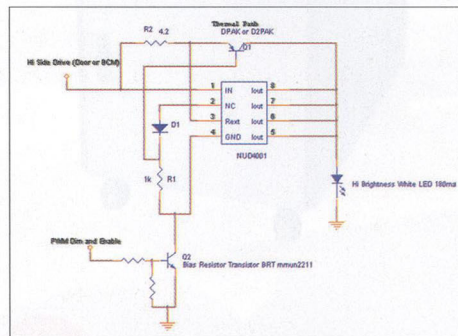 Thermal Path
DPAK or D2PAK
R2 4.2
Q1
Hi Side Drive (Door or BCM)
1 IN Iout 8
2 NC Iout 7
3 Rext Iout 6
4 GND Iout 5
NUD4001
D1
1k R1
Hi Brightness White LED 180ma
PWM Dim and Enable
Q2
Bias Resistor Transistor BRT mmun2211